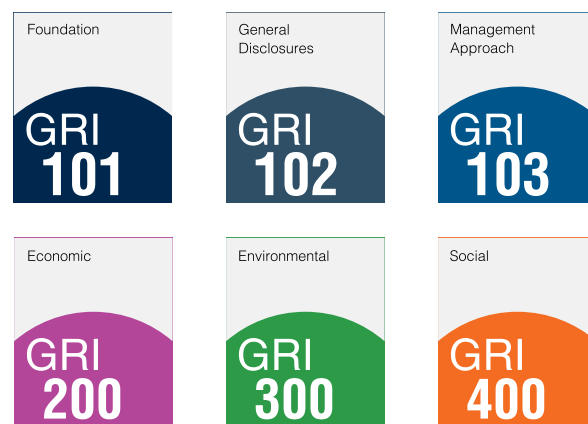 Foundation
GRI
101
General
Disclosures
GRI
102
Management
Approach
GRI
103
Economic
GRI
200
Environmental
GRI
300
Social
GRI
400